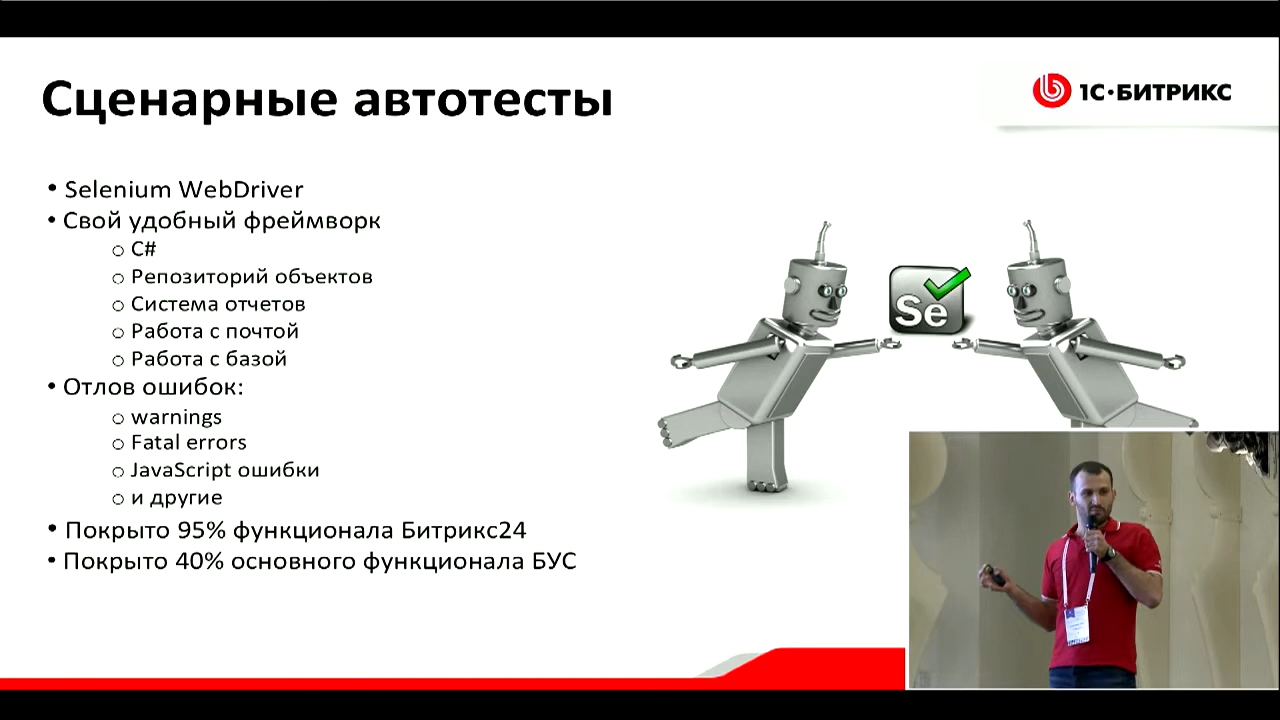 Сценарные автотесты
1С·БИТРИКС
• Selenium WebDriver
• Свой удобный фреймворк
o C#
o Репозиторий объектов
o Система отчетов
o Работа с почтой
o Работа с базой
• Отлов ошибок:
o warnings
o Fatal errors
o JavaScript ошибки
o и другие
• Покрыто 95% функционала Битрикс24
• Покрыто 40% основного функционала БУС
Se